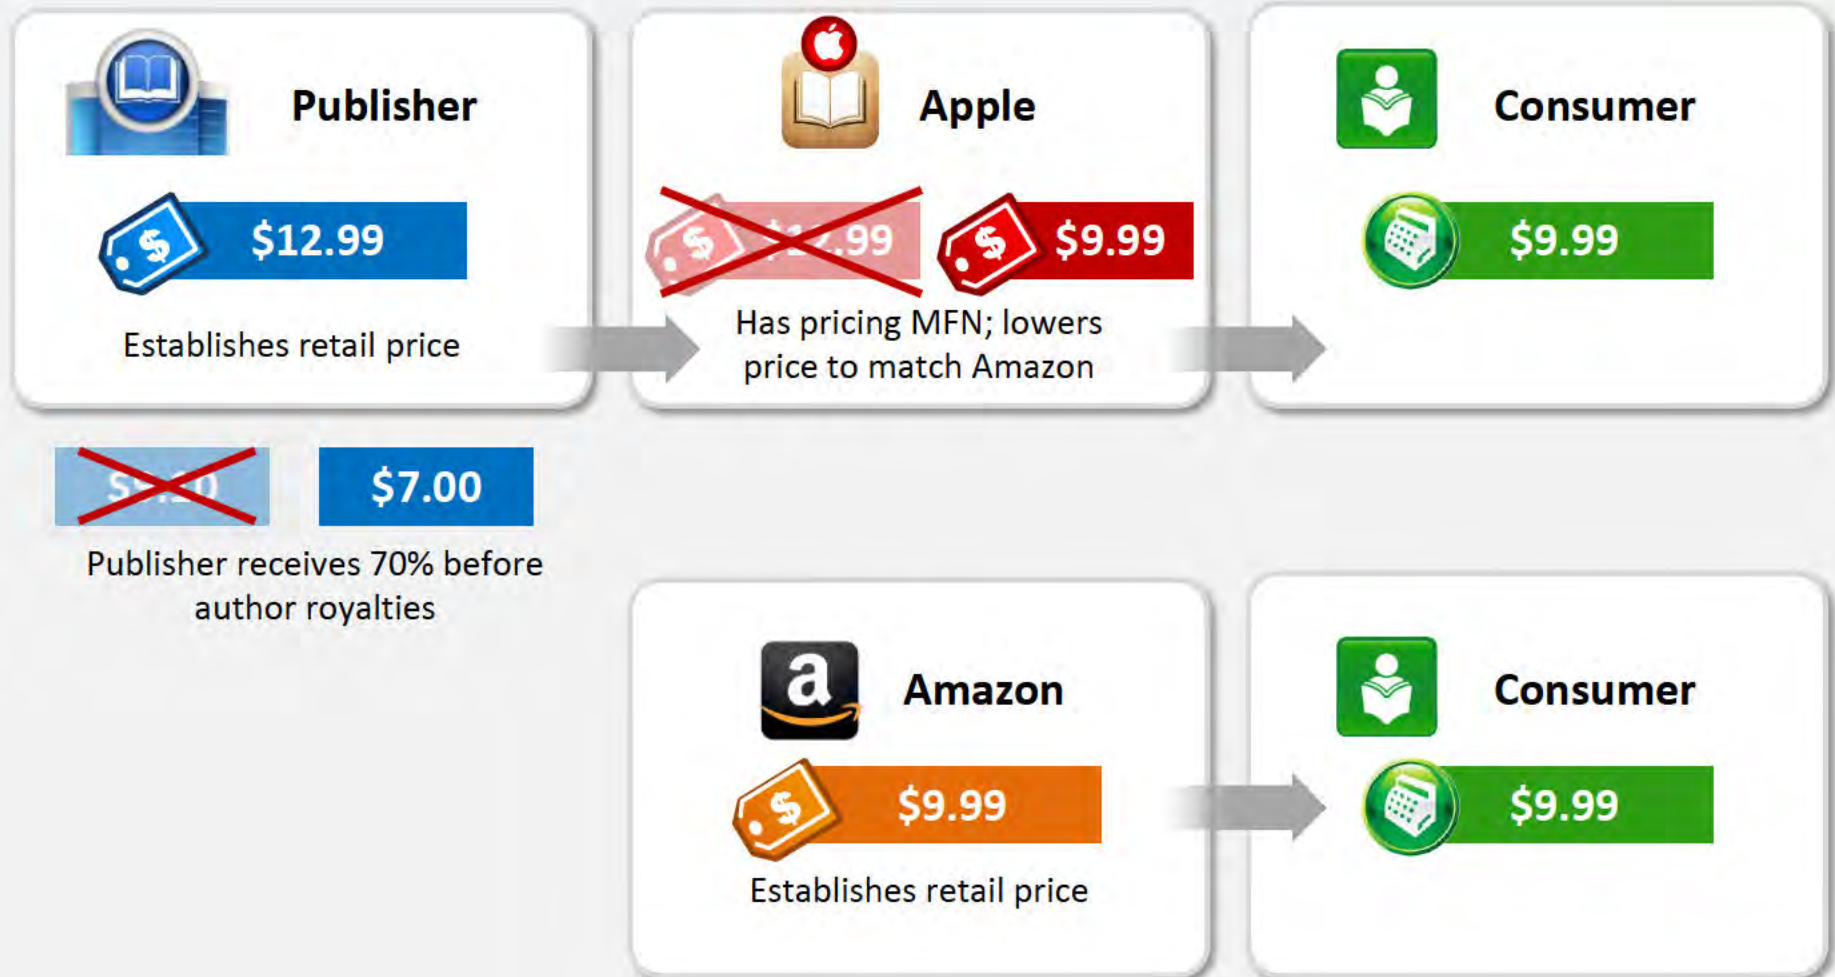 Publisher
$12.99
Establishes retail price
Apple
$9.99
Has pricing MFN; lowers
price to match Amazon
Consumer
$9.99
$7.00
Publisher receives 70% before
author royalties
a
Amazon
$9.99
Establishes retail price
Consumer
$9.99